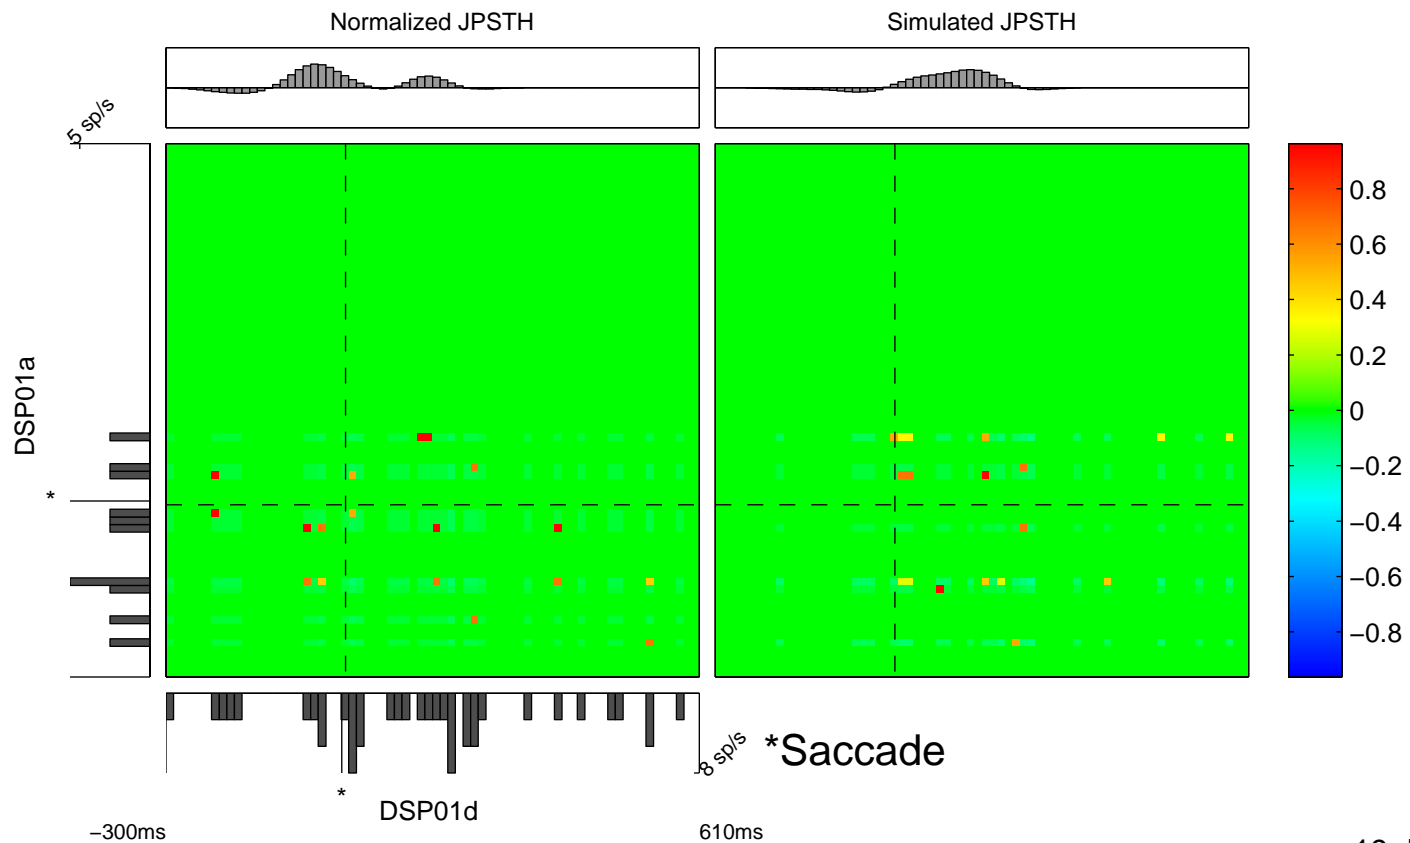 Normalized JPSTH
Simulated JPSTH
5 sp/s
DSP01a
*
0.8
0.6
0.4
0.2
0
−0.2
−0.4
−0.6
−0.8
8 sp/s
*Saccade
*
DSP01d
−300ms
610ms